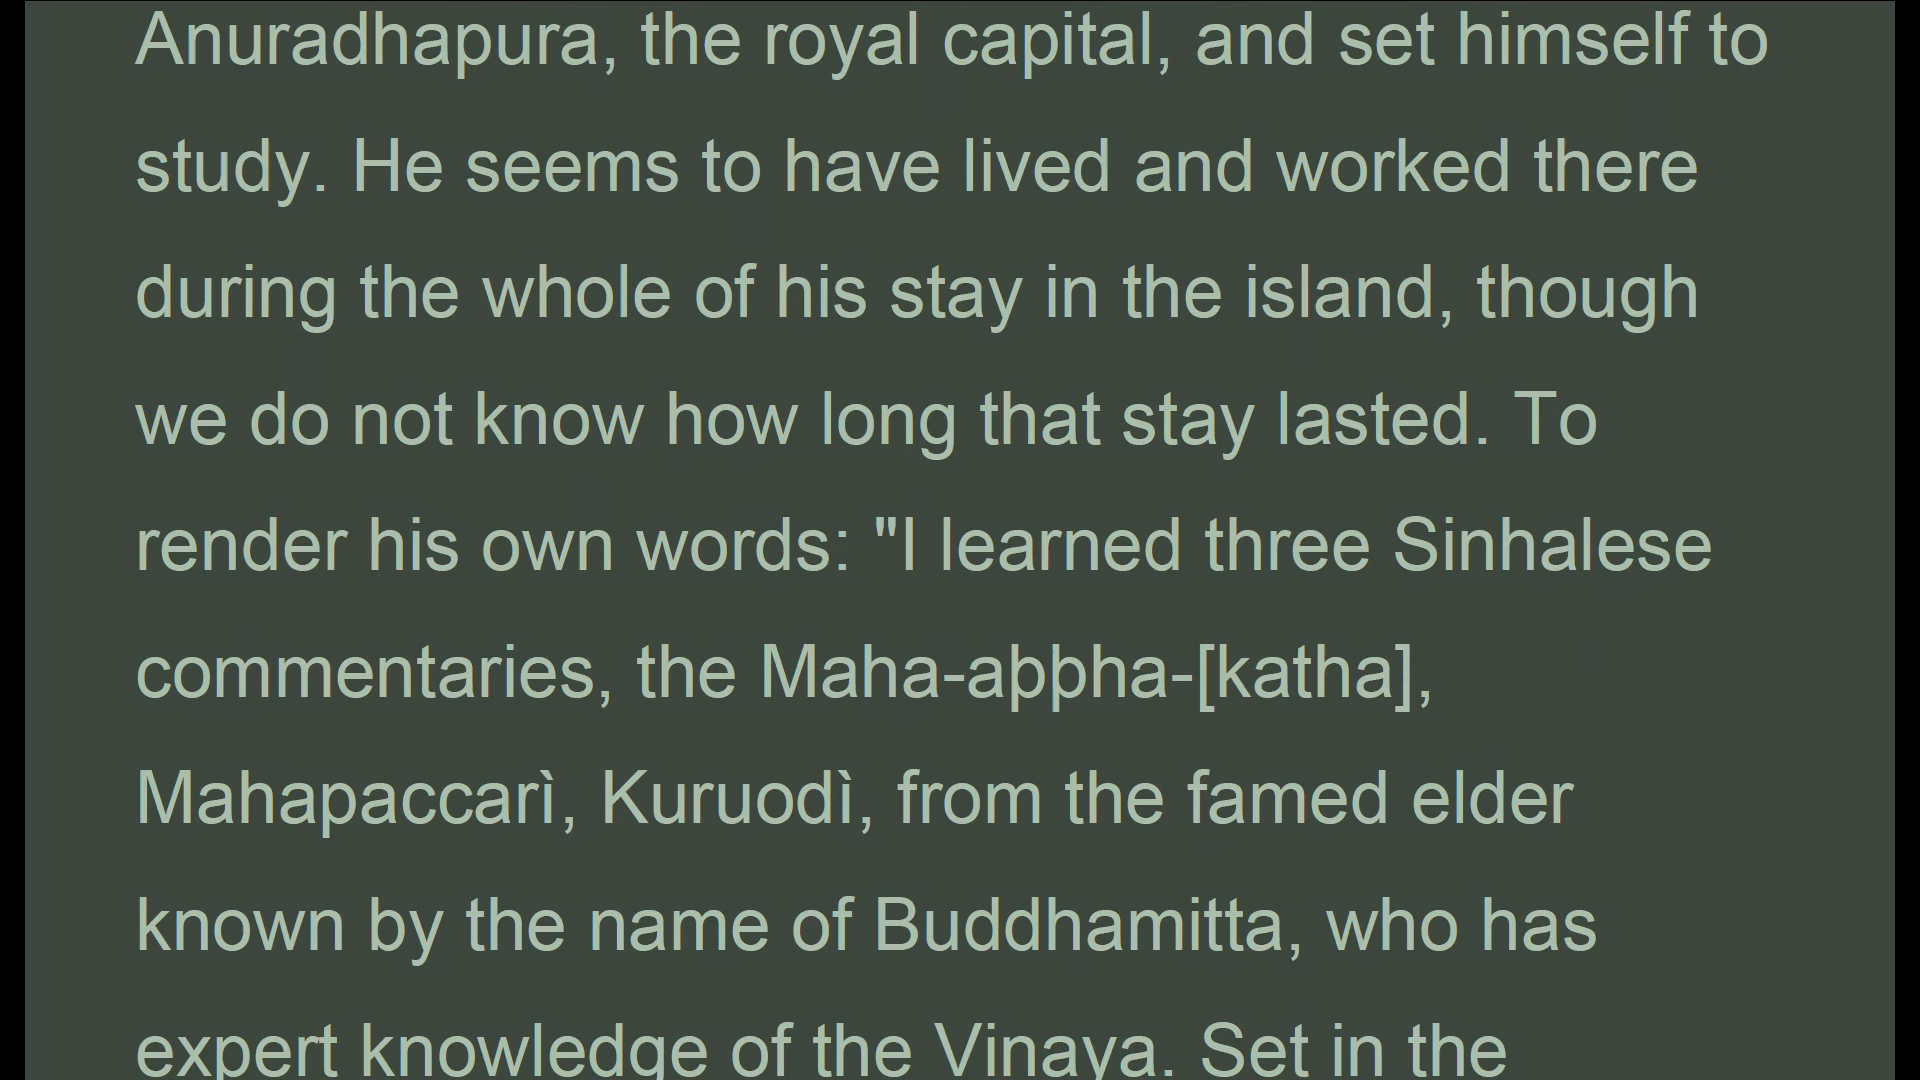 Anuradhapura, the royal capital, and set himself to
study. He seems to have lived and worked there
during the whole of his stay in the island, though
we do not know how long that stay lasted. To
render his own words: "I learned three Sinhalese
commentaries, the Maha-aþþha-[katha],
Mahapaccarì, Kuruodì, from the famed elder
known by the name of Buddhamitta, who has
expert knowledge of the Vinaya. Set in the